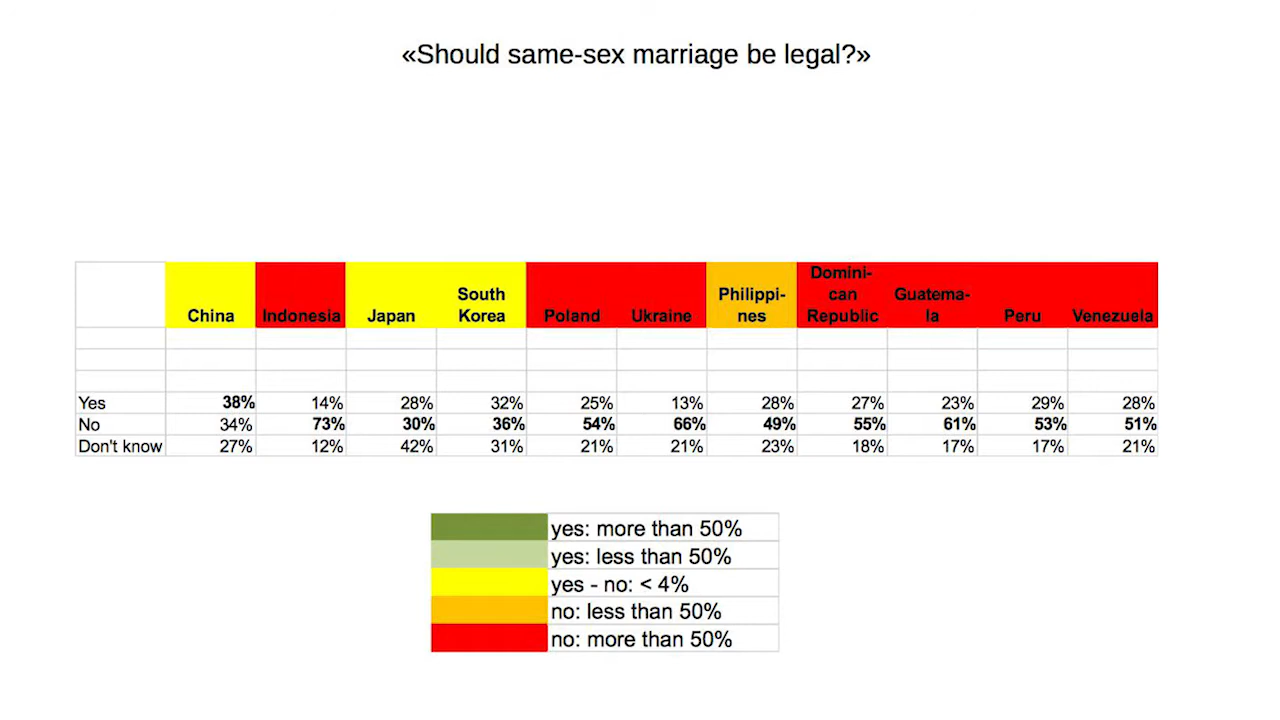 «Should same-sex marriage be legal?»
China Indonesia Japan South Korea Poland Ukraine Philippi- nes Domini- can Republic Guatema- la Peru Venezuela
Yes 38% 14% 28% 32% 25% 13% 28% 27% 23% 29% 28%
No 34% 73% 30% 36% 54% 66% 49% 55% 61% 53% 51%
Don't know 27% 12% 42% 31% 21% 21% 23% 18% 17% 17% 21%
yes: more than 50%
yes: less than 50%
yes - no: < 4%
no: less than 50%
no: more than 50%